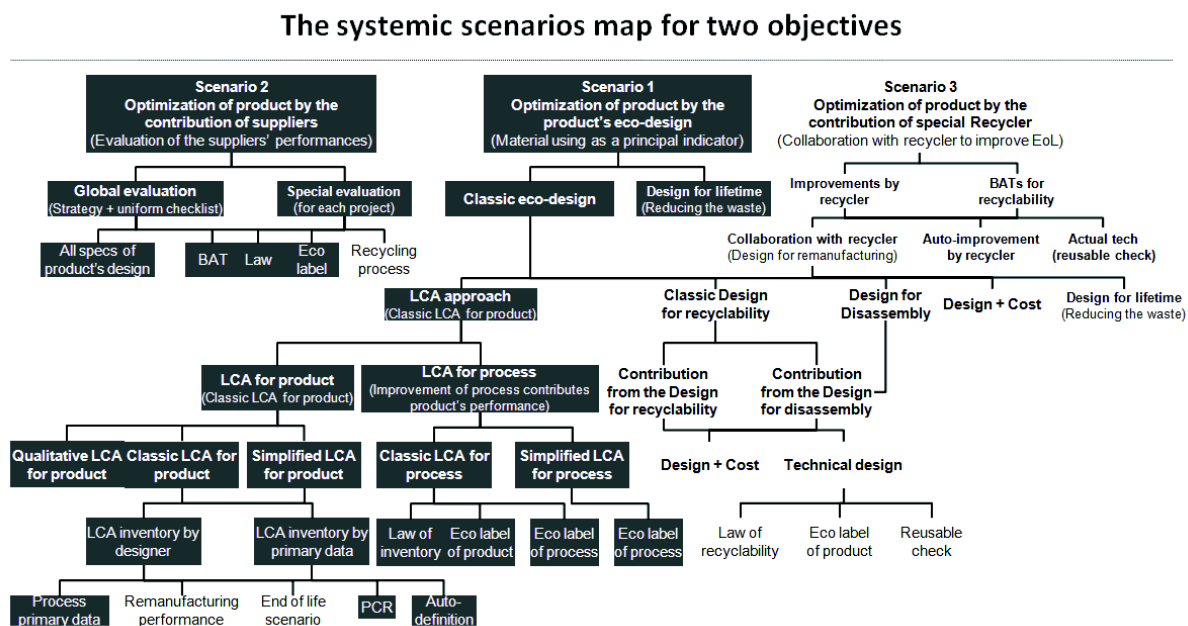 The systemic scenarios map for two objectives
Scenario 2
Optimization of product by the
contribution of suppliers
(Evaluation of the suppliers' performances)
Scenario 1
Optimization of product by the
product's eco-design
(Material using as a principal indicator)
Scenario 3
Optimization of product by the
contribution of special Recycler
(Collaboration with recycler to improve EoL)
Global evaluation
(Strategy + uniform checklist)
Special evaluation
(for each project)
Classic eco-design
Design for lifetime
(Reducing the waste)
Improvements by
recycler
BATs for
recyclability
All specs of
product's design
BAT
Law
Eco
label
Recycling
process
Collaboration with recycler
(Design for remanufacturing)
Auto-improvement
by recycler
Actual tech
(reusable check)
LCA approach
(Classic LCA for product)
Classic Design
for recyclability
Design for
Disassembly
Design + Cost
Design for lifetime
(Reducing the waste)
LCA for product
(Classic LCA for product)
LCA for process
(Improvement of process contributes
product's performance)
Contribution
from the Design
for recyclability
Contribution
from the Design
for disassembly
Qualitative LCA
for product
Classic LCA for
product
Simplified LCA
for product
Classic LCA for
process
Simplified LCA
for process
Design + Cost
Technical design
LCA inventory by
designer
LCA inventory by
primary data
Law of
inventory
Eco label
of product
Eco label
of process
Eco label
of process
Law of
recyclability
Eco label
of product
Reusable
check
Process
primary data
Remanufacturing
performance
End of life
scenario
PCR
Auto-
definition